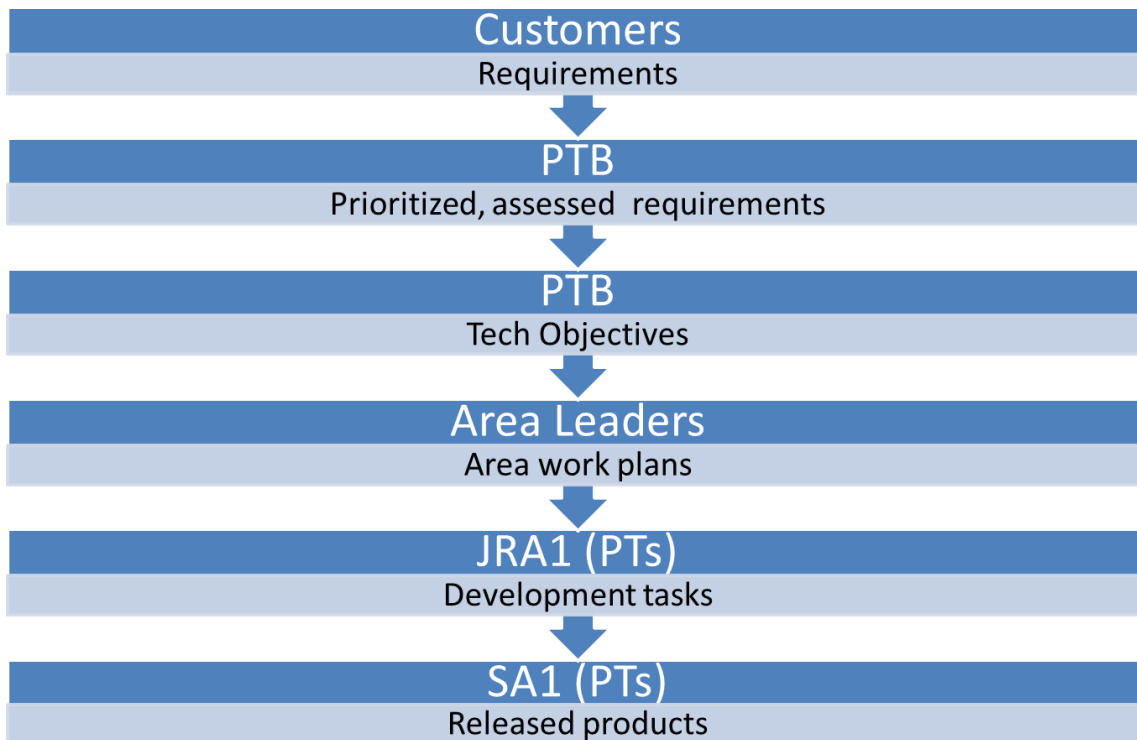 Customers
Requirements
PTB
Prioritized, assessed requirements
PTB
Tech Objectives
Area Leaders
Area work plans
JRA1 (PTs)
Development tasks
SA1 (PTs)
Released products